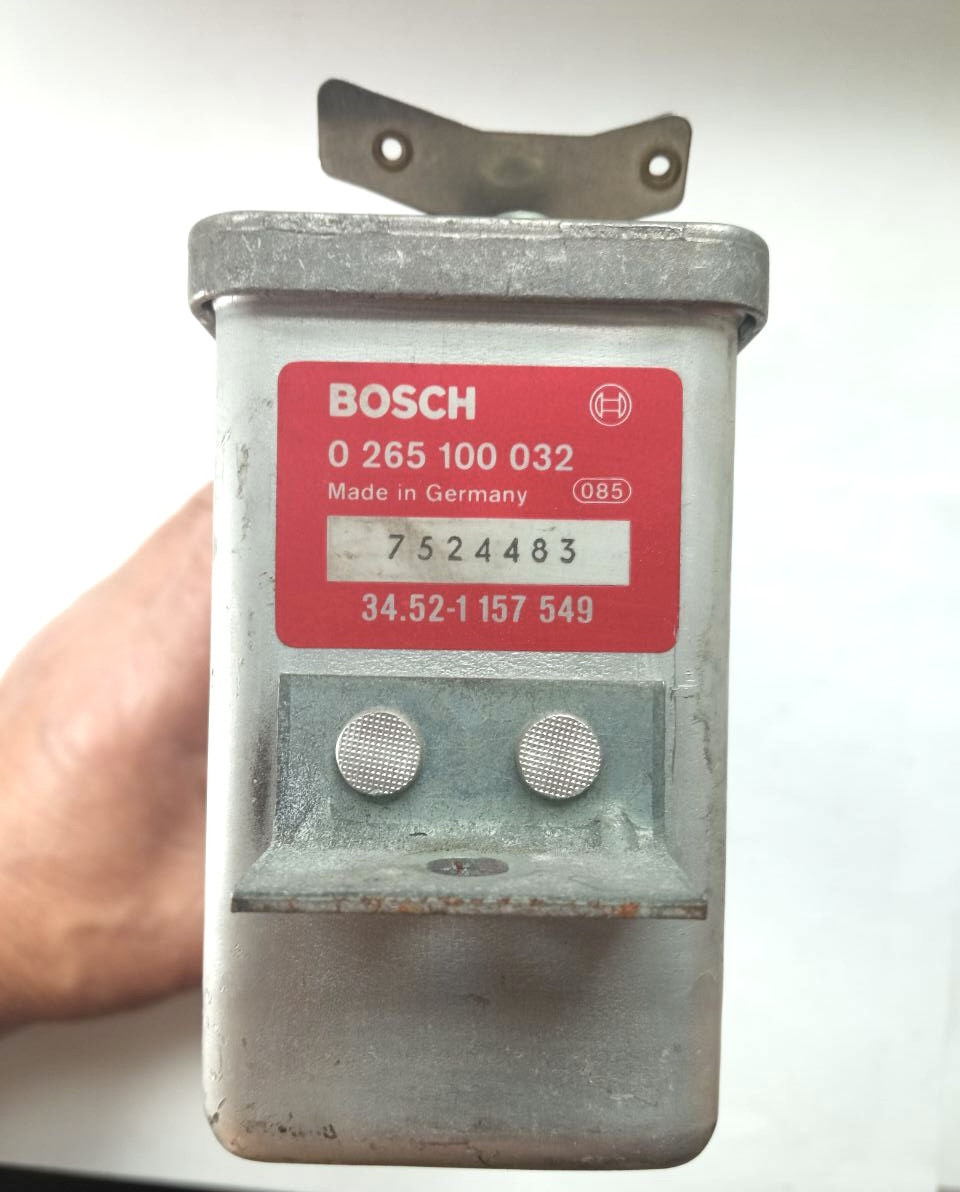 BOSCH
0 265 100 032
Made in Germany 085
7524483
34.52-1 157 549